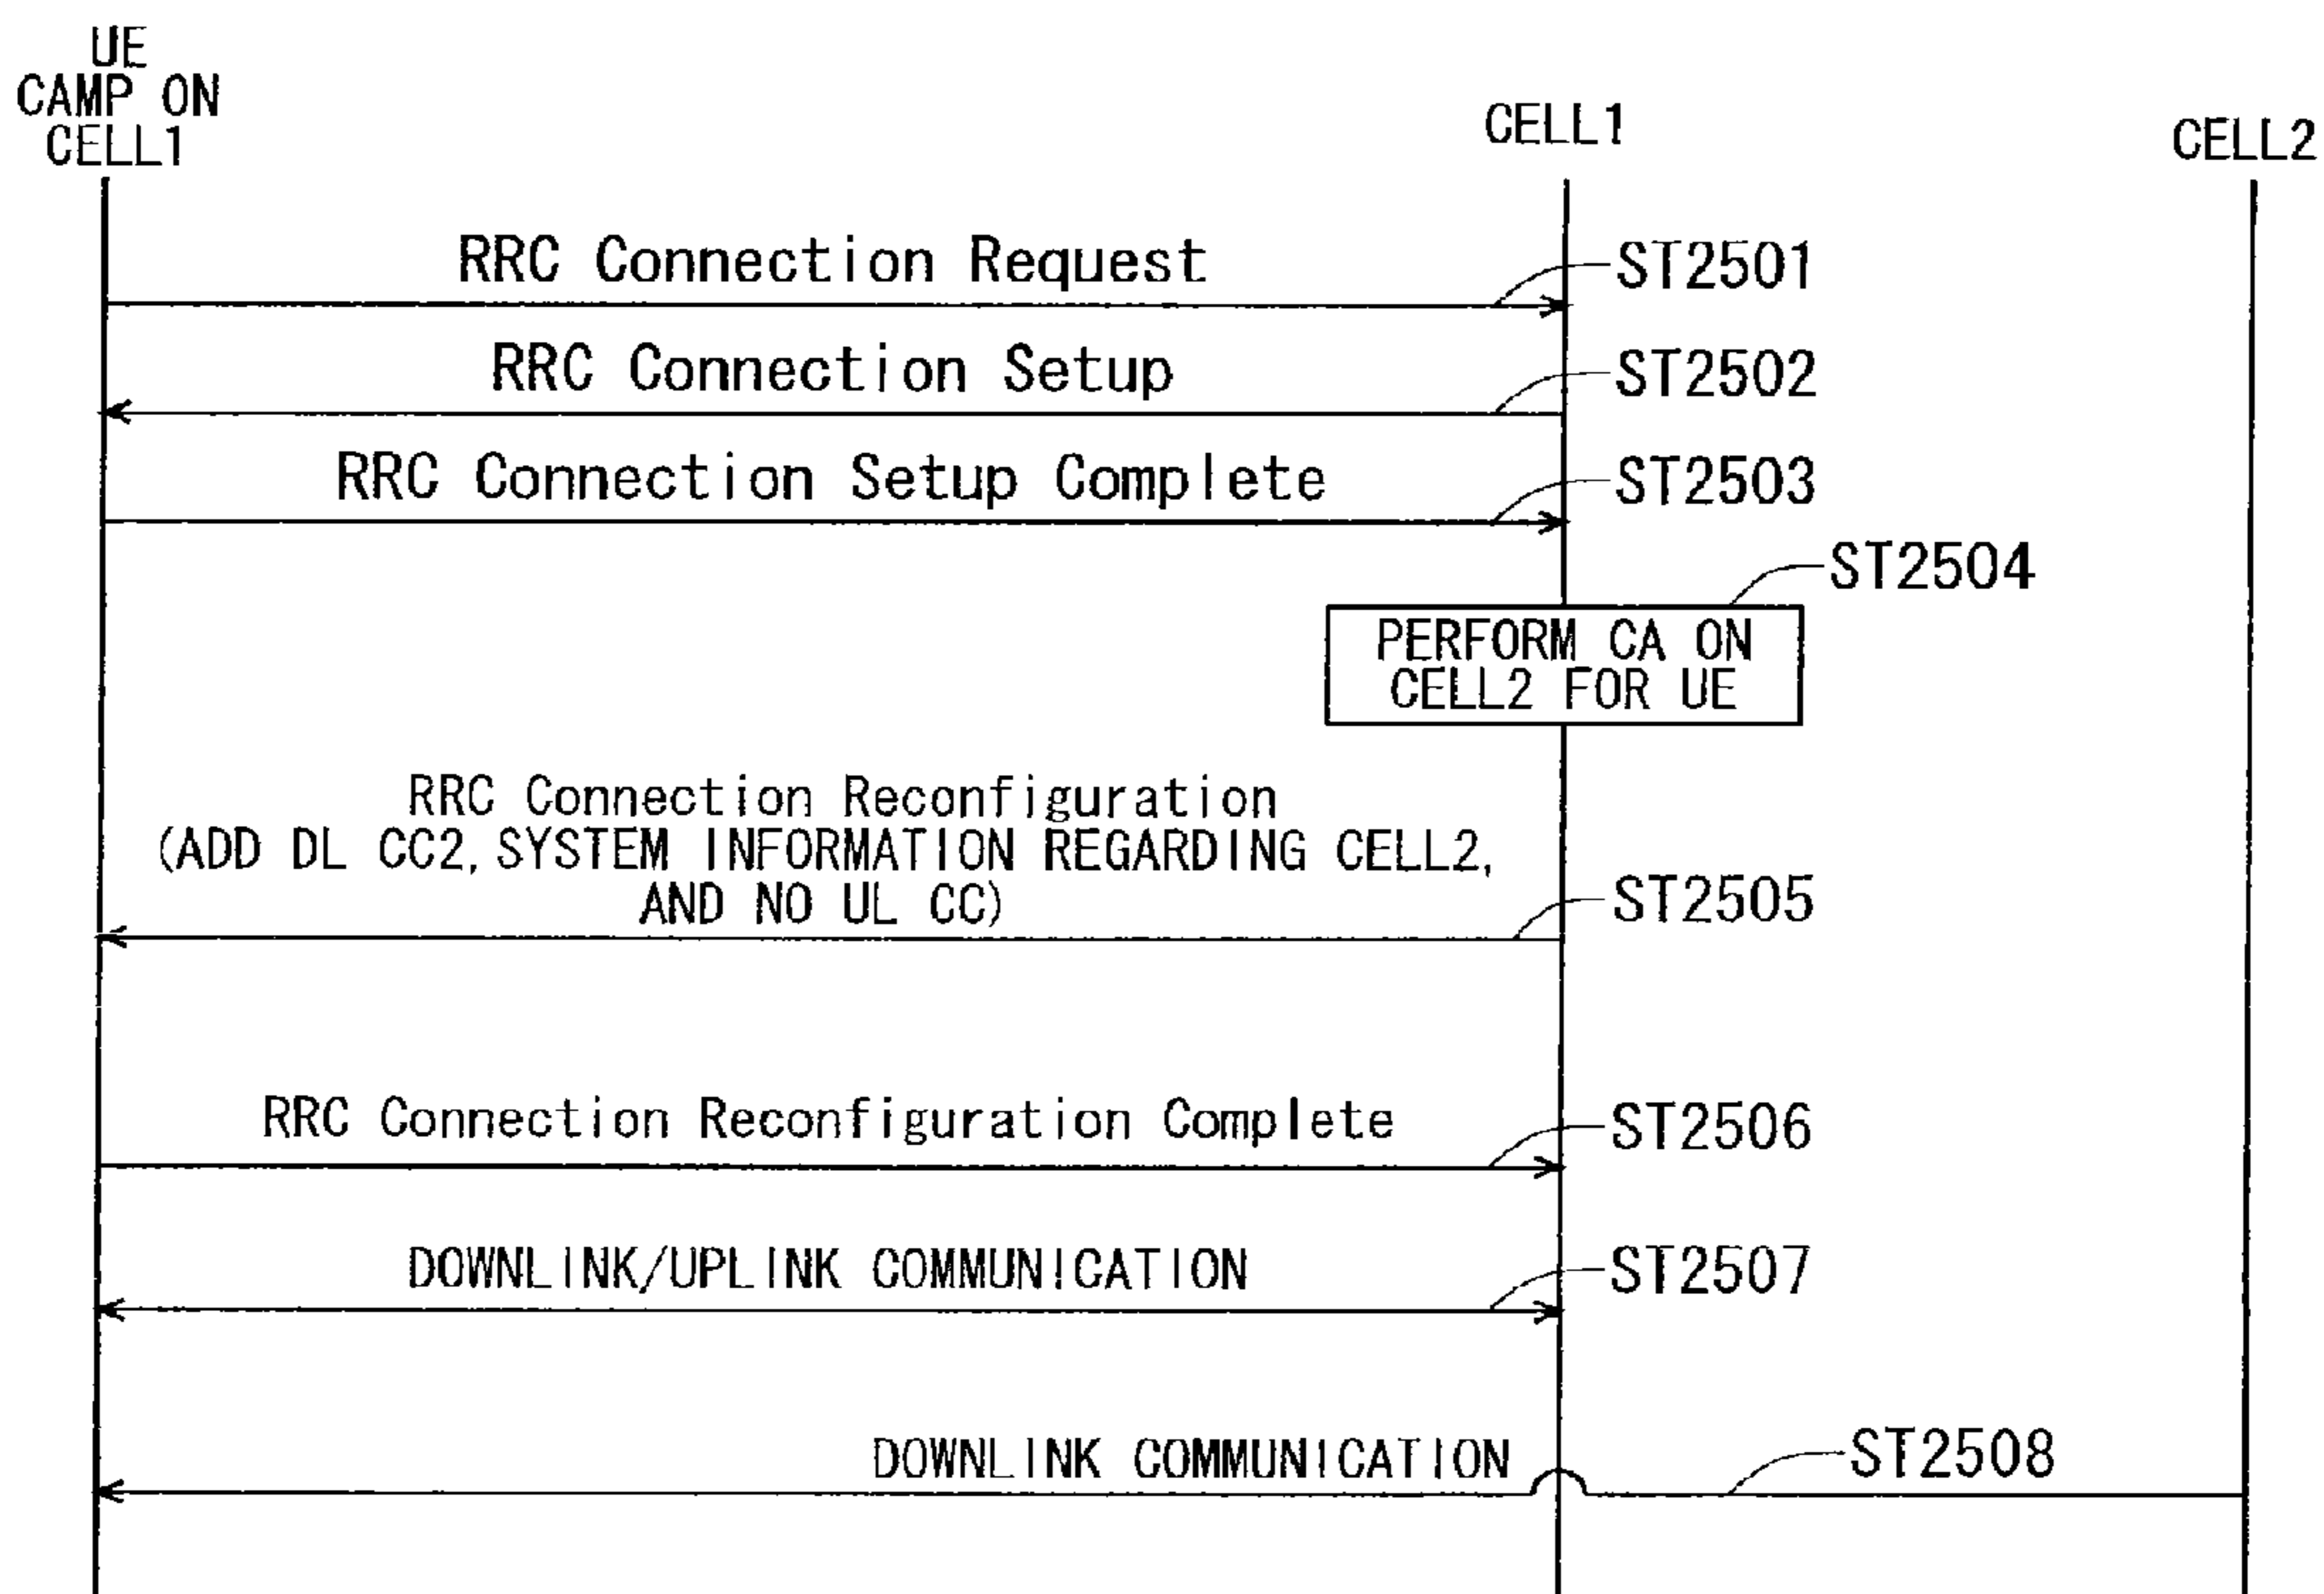 UE
CAMP ON
CELL1
CELL1
CELL2
RRC Connection Request
ST2501
RRC Connection Setup
ST2502
RRC Connection Setup Complete
ST2503
ST2504
PERFORM CA ON
CELL2 FOR UE
RRC Connection Reconfiguration
(ADD DL CC2, SYSTEM INFORMATION REGARDING CELL2,
AND NO UL CC)
ST2505
RRC Connection Reconfiguration Complete
ST2506
DOWNLINK/UPLINK COMMUNICATION
ST2507
DOWNLINK COMMUNICATION
ST2508